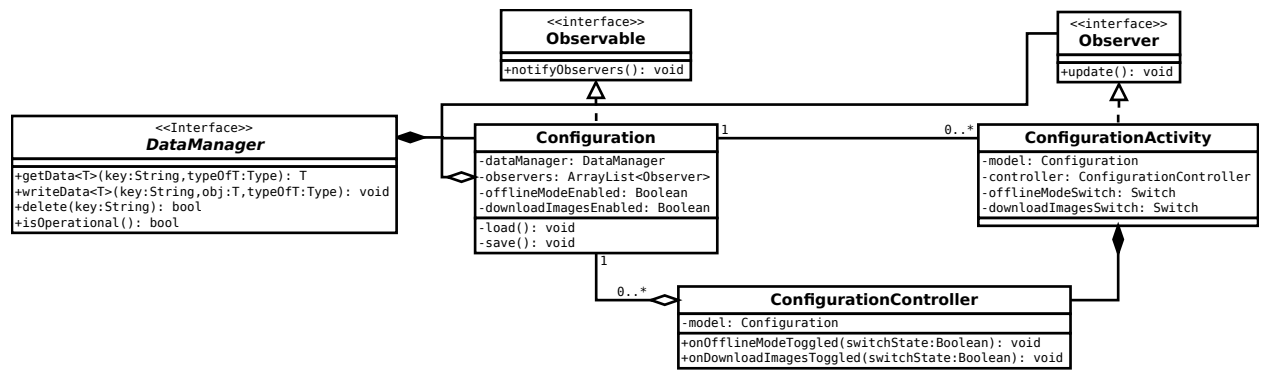 <<interface>>
Observable
+notifyObservers(): void
<<interface>>
Observer
+update(): void
<<Interface>>
DataManager
+getData<T>(key:String,typeOfT:Type): T
+writeData<T>(key:String,obj:T,typeOfT:Type): void
+delete(key:String): bool
+isOperational(): bool
Configuration
-dataManager: DataManager
-observers: ArrayList<Observer>
-offlineModeEnabled: Boolean
-downloadImagesEnabled: Boolean
-load(): void
-save(): void
1
0..*
ConfigurationActivity
-model: Configuration
-controller: ConfigurationController
-offlineModeSwitch: Switch
-downloadImagesSwitch: Switch
1
0..*
ConfigurationController
-model: Configuration
+onOfflineModeToggled(switchState:Boolean): void
+onDownloadImagesToggled(switchState:Boolean): void